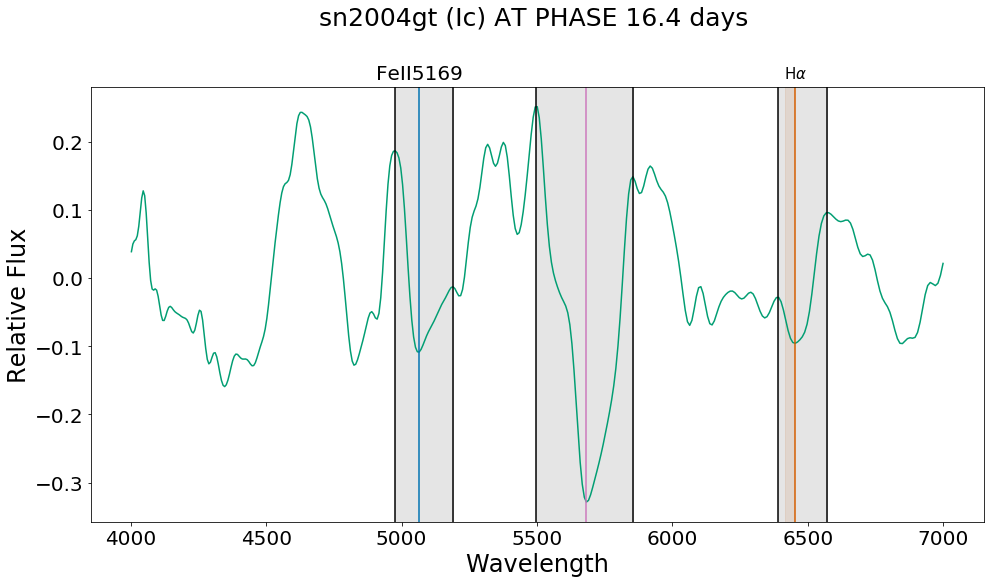 sn2004gt (Ic) AT PHASE 16.4 days
FeII5169
Hα
0.2
0.1
0.0
−0.1
−0.2
−0.3
Relative Flux
4000 4500 5000 5500 6000 6500 7000
Wavelength